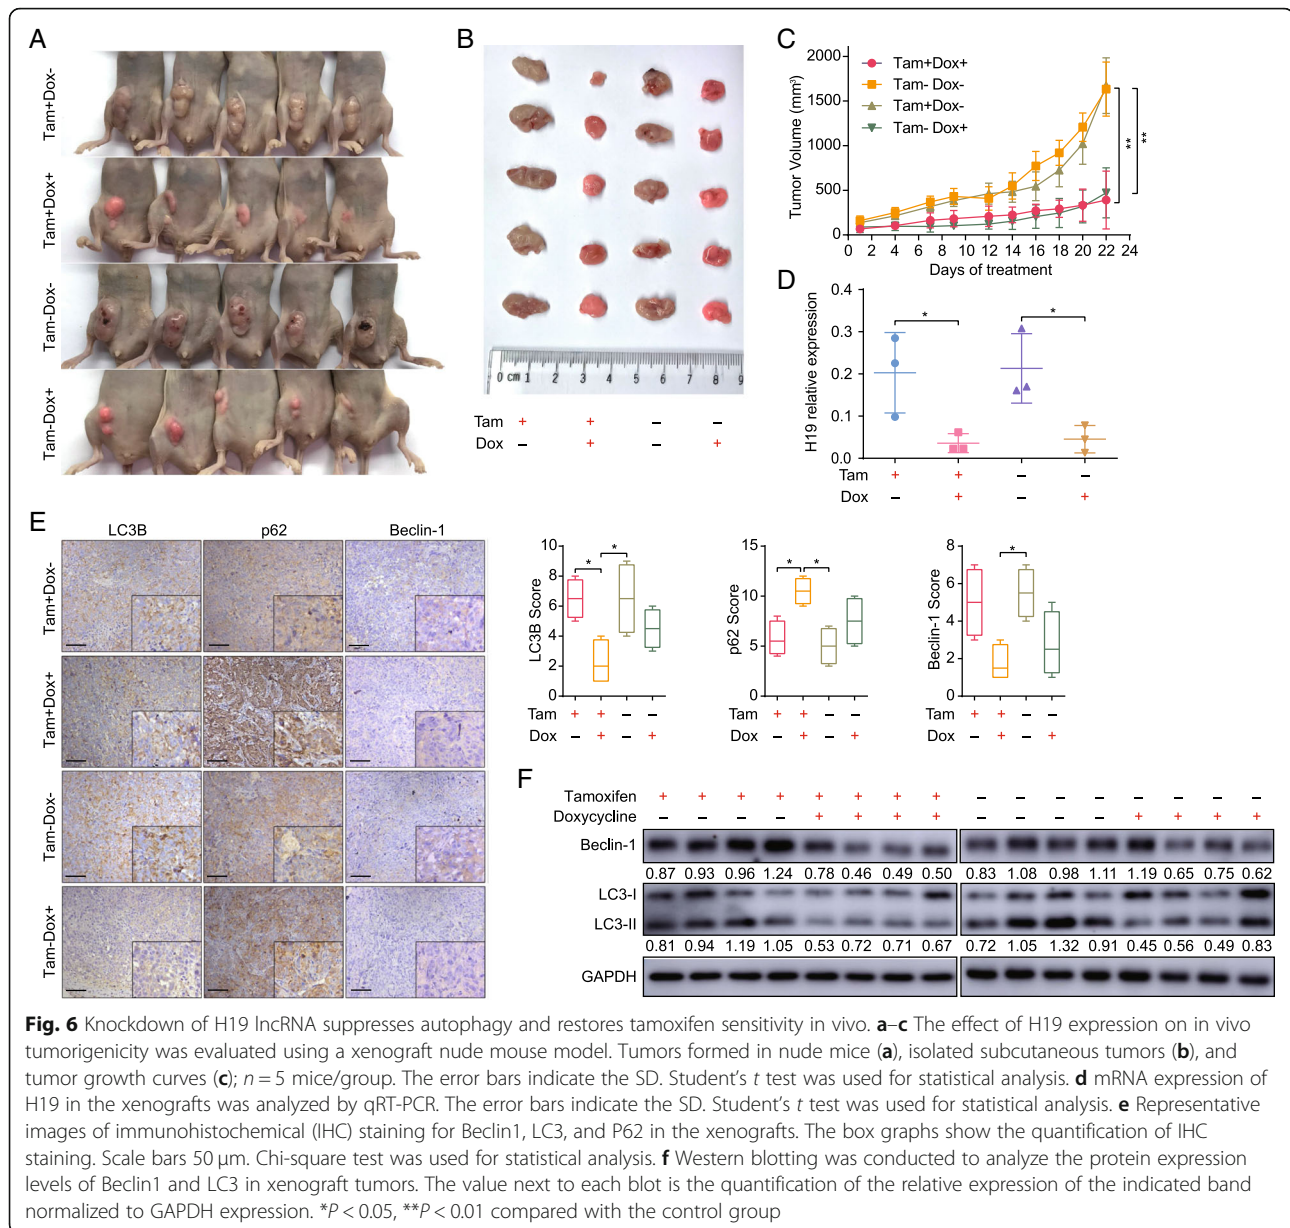 A
Tam+Dox-
Tam+Dox+
Tam-Dox-
Tam-Dox+
B
0 cm 1 2 3 4 5 6 7 8 9
Tam + + – –
Dox – + – +
C
Tam+Dox+
Tam- Dox-
Tam+Dox-
Tam- Dox+
Tumor Volume (mm³)
2000
1500
1000
500
0
0 2 4 6 8 10 12 14 16 18 20 22 24
Days of treatment
**
**
D
H19 relative expression
0.4
0.3
0.2
0.1
0.0
* *
Tam + + – –
Dox – + – +
E
LC3B p62 Beclin-1
Tam+Dox-
Tam+Dox+
Tam-Dox-
Tam-Dox+
LC3B Score
10
8
6
4
2
0
* *
Tam + + – –
Dox – + – +
p62 Score
15
10
5
0
* *
Tam + + – –
Dox – + – +
Beclin-1 Score
8
6
4
2
0
*
Tam + + – –
Dox – + – +
F
Tamoxifen + + + + + + + + – – – – – – – –
Doxycycline – – – – + + + + – – – – + + + +
Beclin-1
0.87 0.93 0.96 1.24 0.78 0.46 0.49 0.50 0.83 1.08 0.98 1.11 1.19 0.65 0.75 0.62
LC3-I
LC3-II
0.81 0.94 1.19 1.05 0.53 0.72 0.71 0.67 0.72 1.05 1.32 0.91 0.45 0.56 0.49 0.83
GAPDH
Fig. 6 Knockdown of H19 lncRNA suppresses autophagy and restores tamoxifen sensitivity in vivo. a–c The effect of H19 expression on in vivo
tumorigenicity was evaluated using a xenograft nude mouse model. Tumors formed in nude mice (a), isolated subcutaneous tumors (b), and
tumor growth curves (c); n = 5 mice/group. The error bars indicate the SD. Student's t test was used for statistical analysis. d mRNA expression of
H19 in the xenografts was analyzed by qRT-PCR. The error bars indicate the SD. Student's t test was used for statistical analysis. e Representative
images of immunohistochemical (IHC) staining for Beclin1, LC3, and P62 in the xenografts. The box graphs show the quantification of IHC
staining. Scale bars 50 μm. Chi-square test was used for statistical analysis. f Western blotting was conducted to analyze the protein expression
levels of Beclin1 and LC3 in xenograft tumors. The value next to each blot is the quantification of the relative expression of the indicated band
normalized to GAPDH expression. *P < 0.05, **P < 0.01 compared with the control group